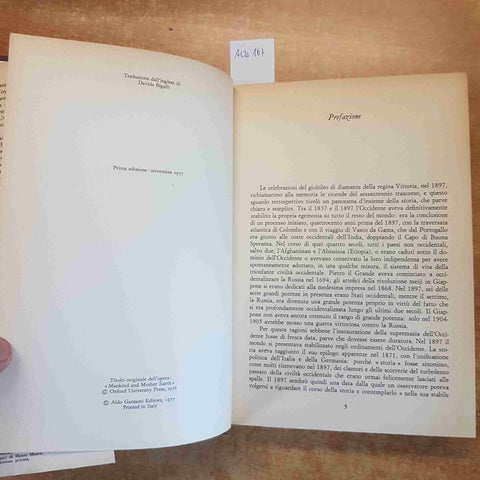 ALTO 167
Traduzione dell'inglese di
Davide Bigalli
Prima edizione: novembre 1977
Titolo originale dell'opera:
« Mankind and Mother Earth »
© Oxford University Press, 1976
© Aldo Garzanti Editore, 1977
Printed in Italy
Prefazione
Le celebrazioni del giubileo di diamante della regina Vittoria, nel 1897,
richiamarono alla memoria le vicende del sessantennio trascorso, e questo
sguardo retrospettivo rivelò un panorama d'insieme della storia, che parve
chiaro e semplice. Tra il 1837 e il 1897 l'Occidente aveva definitivamente
stabilito la propria egemonia su tutto il resto del mondo: era la conclusione
di un processo iniziato, quattrocento anni prima del 1897, con la traversata
atlantica di Colombo e con il viaggio di Vasco da Gama, che dal Portogallo
era giunto alle coste occidentali dell'India, doppiando il Capo di Buona
Speranza. Nel corso di quei quattro secoli, tutti i paesi non occidentali,
salvo due, l'Afghanistan e l'Abissinia (Etiopia), o erano caduti sotto il do-
minio dell'Occidente o avevano conservato la loro indipendenza per avere
spontaneamente adottato, in una qualche misura, il sistema di vita della
trionfante civiltà occidentale. Pietro il Grande aveva cominciato a occi-
dentalizzare la Russia nel 1694; gli artefici della rivoluzione meiji in Giap-
pone si erano dedicati alla medesima impresa nel 1868. Nel 1897, sei delle
sette grandi potenze in presenza erano Stati occidentali, mentre il settimo,
la Russia, era divenuta una grande potenza proprio in virtù del fatto che
si era profondamente occidentalizzata lungo gli ultimi due secoli. Il Giap-
pone non aveva ancora ottenuto il rango di grande potenza: solo nel 1904-
1905 avrebbe mosso una guerra vittoriosa contro la Russia.
Per queste ragioni sebbene l'instaurazione della supremazia dell'Occi-
dente fosse di fresca data, parve che dovesse essere duratura. Nel 1897 il
mondo si presentava stabilizzato negli ordinamenti dell'Occidente. La sto-
ria aveva raggiunto il suo epilogo apparente nel 1871, con l'unificazione
politica dell'Italia e della Germania: purché « storia » fosse sinonimo,
come molti ritenevano nel 1897, dei clamori e delle scorrerie del turbolento
passato della civiltà occidentale che erano ormai felicemente lasciati alle
spalle. Il 1897 sembrò quindi una data dalla quale un osservatore poteva
volgersi a riguardare il corso della storia e contemplarlo « nella sua stabile
5